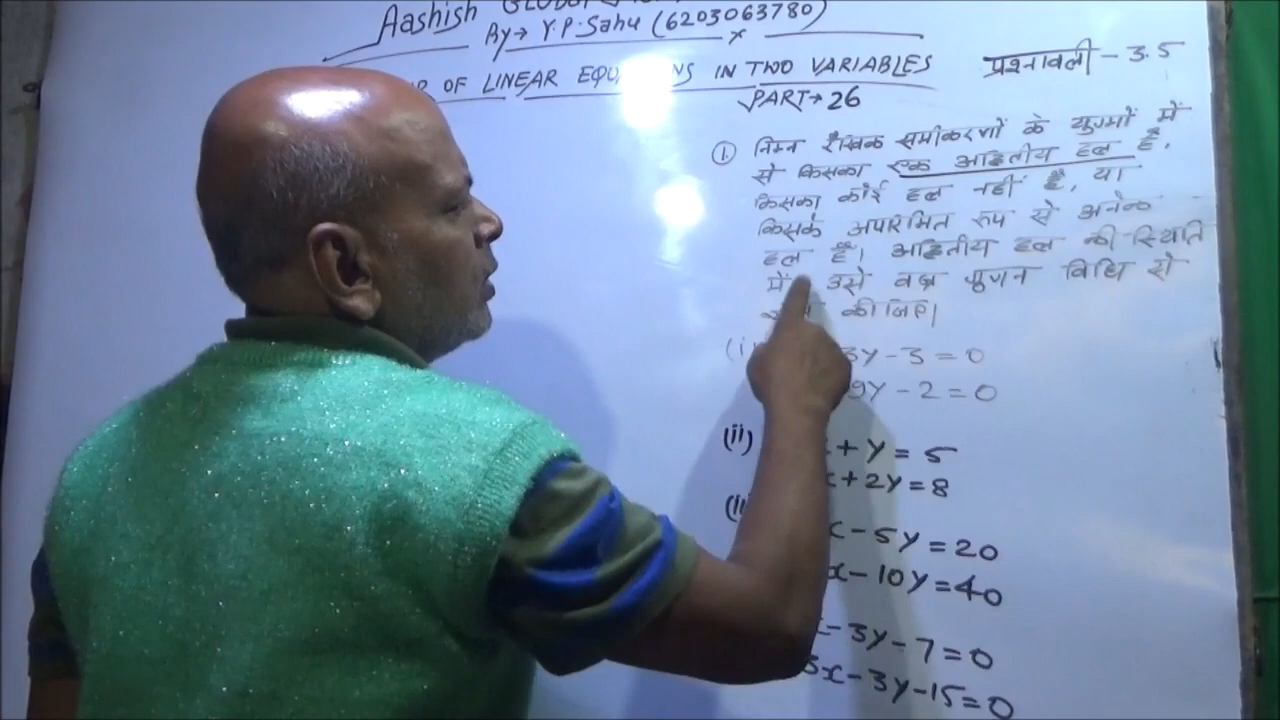 Aashish
By→ Y.P.Sahu (6203063780)
OF LINEAR EQUATIONS IN TWO VARIABLES
PART→26
प्रश्नावली - 3.5
① निम्न रैखिक समीकरणों के युग्मों में
से किसका एक अद्वितीय हल है,
किसका कोई हल नहीं है, या
किसके अपरिमित रूप से अनेक
हल हैं। अद्वितीय हल की स्थिति
में उसे वज्र गुणन विधि से
कीजिए।
3y-3=0
9y-2=0
(ii) + y = 5
+2y=8
-5y=20
x-10y=40
-3y-7=0
3x-3y-15=0